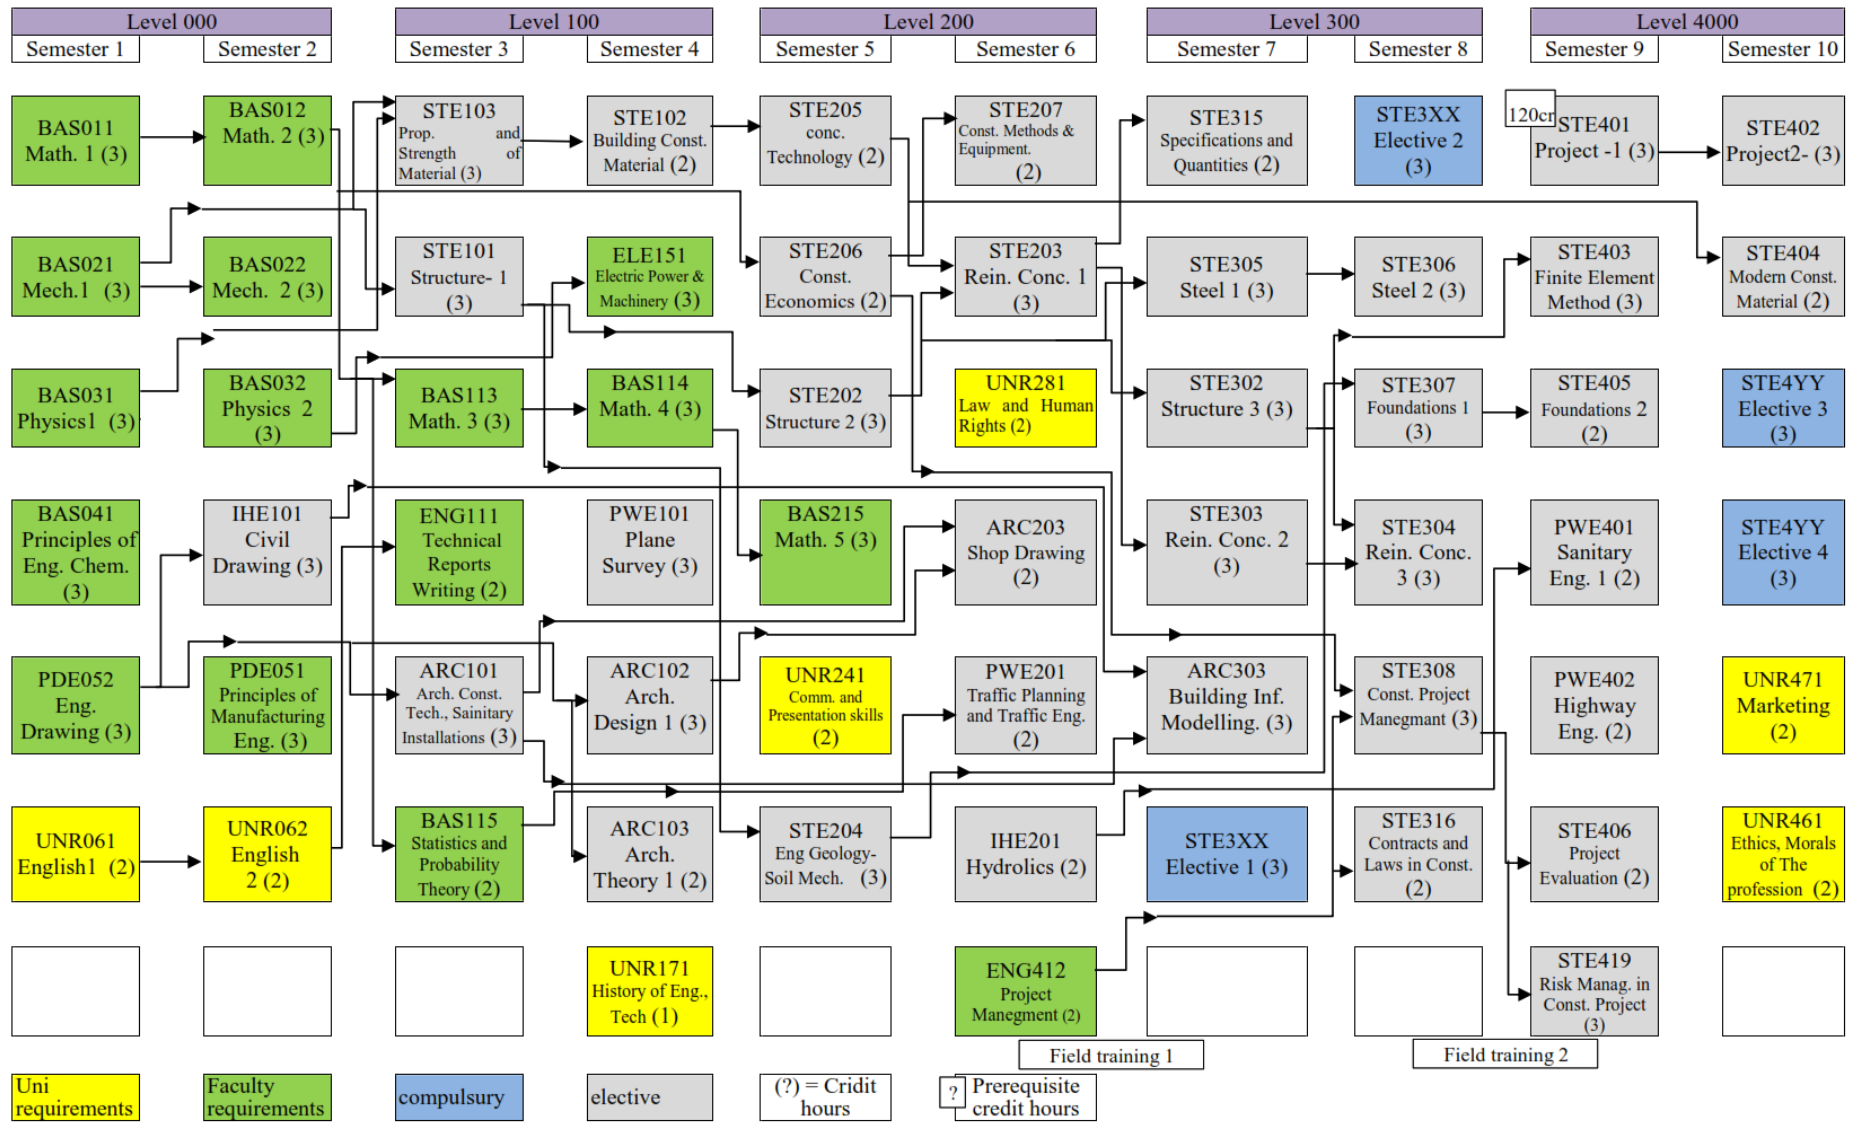 Level 000
Level 100
Level 200
Level 300
Level 4000
Semester 1
Semester 2
Semester 3
Semester 4
Semester 5
Semester 6
Semester 7
Semester 8
Semester 9
Semester 10
BAS011
Math. 1 (3)
BAS012
Math. 2 (3)
STE103
Prop. and
Strength of
Material (3)
STE102
Building Const.
Material (2)
STE205
conc.
Technology (2)
STE207
Const. Methods &
Equipment.
(2)
STE315
Specifications and
Quantities (2)
STE3XX
Elective 2
(3)
120cr
STE401
Project -1 (3)
STE402
Project2- (3)
BAS021
Mech.1 (3)
BAS022
Mech. 2 (3)
STE101
Structure- 1
(3)
ELE151
Electric Power &
Machinery (3)
STE206
Const.
Economics (2)
STE203
Rein. Conc. 1
(3)
STE305
Steel 1 (3)
STE306
Steel 2 (3)
STE403
Finite Element
Method (3)
STE404
Modern Const.
Material (2)
BAS031
Physics1 (3)
BAS032
Physics 2
(3)
BAS113
Math. 3 (3)
BAS114
Math. 4 (3)
STE202
Structure 2 (3)
UNR281
Law and Human
Rights (2)
STE302
Structure 3 (3)
STE307
Foundations 1
(3)
STE405
Foundations 2
(2)
STE4YY
Elective 3
(3)
BAS041
Principles of
Eng. Chem.
(3)
IHE101
Civil
Drawing (3)
ENG111
Technical
Reports
Writing (2)
PWE101
Plane
Survey (3)
BAS215
Math. 5 (3)
ARC203
Shop Drawing
(2)
STE303
Rein. Conc. 2
(3)
STE304
Rein. Conc.
3 (3)
PWE401
Sanitary
Eng. 1 (2)
STE4YY
Elective 4
(3)
PDE052
Eng.
Drawing (3)
PDE051
Principles of
Manufacturing
Eng. (3)
ARC101
Arch. Const.
Tech., Sainitary
Installations (3)
ARC102
Arch.
Design 1 (3)
UNR241
Comm. and
Presentation skills
(2)
PWE201
Traffic Planning
and Traffic Eng.
(2)
ARC303
Building Inf.
Modelling. (3)
STE308
Const. Project
Manegmant (3)
PWE402
Highway
Eng. (2)
UNR471
Marketing
(2)
UNR061
English1 (2)
UNR062
English
2 (2)
BAS115
Statistics and
Probability
Theory (2)
ARC103
Arch.
Theory 1 (2)
STE204
Eng Geology-
Soil Mech. (3)
IHE201
Hydrolics (2)
STE3XX
Elective 1 (3)
STE316
Contracts and
Laws in Const.
(2)
STE406
Project
Evaluation (2)
UNR461
Ethics, Morals
of The
profession (2)
UNR171
History of Eng.,
Tech (1)
ENG412
Project
Manegment (2)
STE419
Risk Manag. in
Const. Project
(3)
Field training 1
Field training 2
Uni
requirements
Faculty
requirements
compulsury
elective
(?) = Cridit
hours
?
Prerequisite
credit hours